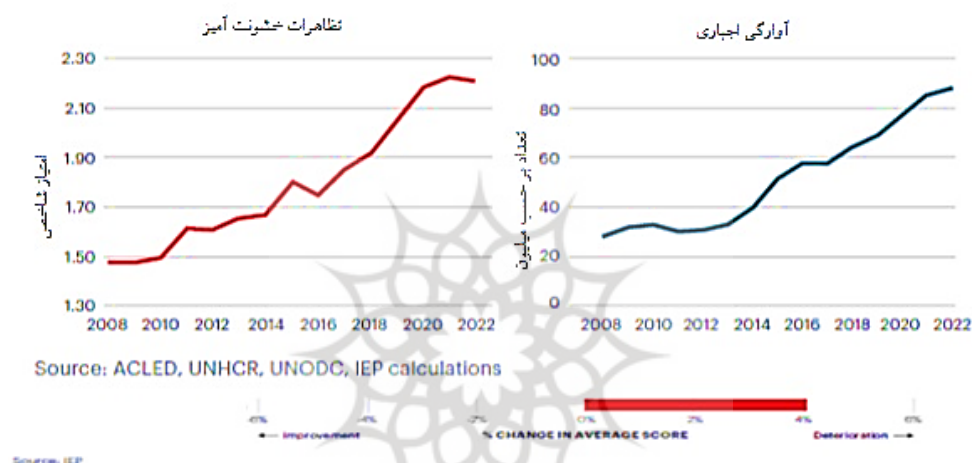 تظاهرات خشونت آمیز
امتیاز شاخصی
2.30
2.10
1.90
1.70
1.50
1.30
2008 2010 2012 2014 2016 2018 2020 2022
آوارگی اجباری
تعداد بر حسب میلیون
100
80
60
40
20
0
2008 2010 2012 2014 2016 2018 2020 2022
Source: ACLED, UNHCR, UNODC, IEP calculations
-6% -4% -2% 0% 2% 4% 6%
← Improvement % CHANGE IN AVERAGE SCORE Deterioration →
Source: IEP